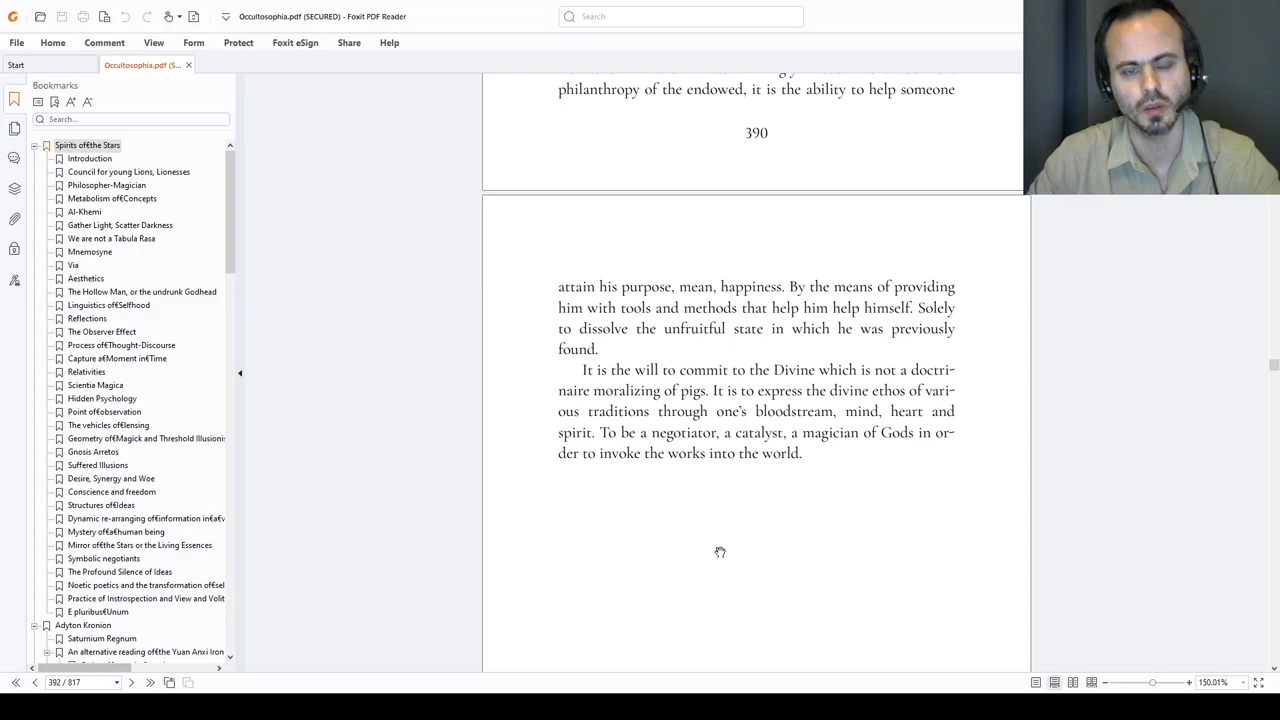 Occultosophia.pdf (SECURED) - Foxit PDF Reader
Search
File Home Comment View Form Protect Foxit eSign Share Help
Start
Occultosophia.pdf (S...
Bookmarks
Search...
Spirits of€the Stars
Introduction
Council for young Lions, Lionesses
Philosopher-Magician
Metabolism of€Concepts
Al-Khemi
Gather Light, Scatter Darkness
We are not a Tabula Rasa
Mnemosyne
Via
Aesthetics
The Hollow Man, or the undrunk Godhead
Linguistics of€Selfhood
Reflections
The Observer Effect
Process of€Thought-Discourse
Capture a€Moment in€Time
Relativities
Scientia Magica
Hidden Psychology
Point of€observation
The vehicles of€lensing
Geometry of€Magick and Threshold Illusionis
Gnosis Arretos
Suffered Illusions
Desire, Synergy and Woe
Conscience and freedom
Structures of€Ideas
Dynamic re-arranging of€information in€a€v
Mystery of€a€human being
Mirror of€the Stars or the Living Essences
Symbolic negotiants
The Profound Silence of Ideas
Noetic poetics and the transformation of€sel
Practice of Instrospection and View and Volit
E pluribus€Unum
Adyton Kronion
Saturnium Regnum
An alternative reading of€the Yuan Anxi Iron
philanthropy of the endowed, it is the ability to help someone
390
attain his purpose, mean, happiness. By the means of providing
him with tools and methods that help him help himself. Solely
to dissolve the unfruitful state in which he was previously
found.
It is the will to commit to the Divine which is not a doctri-
naire moralizing of pigs. It is to express the divine ethos of vari-
ous traditions through one's bloodstream, mind, heart and
spirit. To be a negotiator, a catalyst, a magician of Gods in or-
der to invoke the works into the world.
392 / 817
150.01%